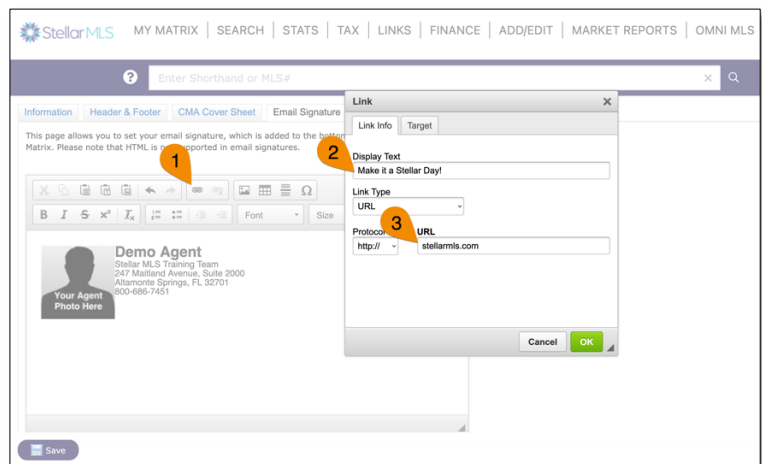 StellarMLS MY MATRIX SEARCH STATS TAX LINKS FINANCE ADD/EDIT MARKET REPORTS OMNI MLS
? Enter Shorthand or MLS#
Information Header & Footer CMA Cover Sheet Email Signature
This page allows you to set your email signature, which is added to the bottom
Matrix. Please note that HTML is supported in email signatures.
1
B I S x² Ix Font Size
Demo Agent
Stellar MLS Training Team
247 Maitland Avenue, Suite 2000
Altamonte Springs, FL 32701
800-686-7451
Your Agent
Photo Here
Save
Link
Link Info Target
2
Display Text
Make it a Stellar Day!
Link Type
URL
3
Protocol URL
http:// stellarmls.com
Cancel OK